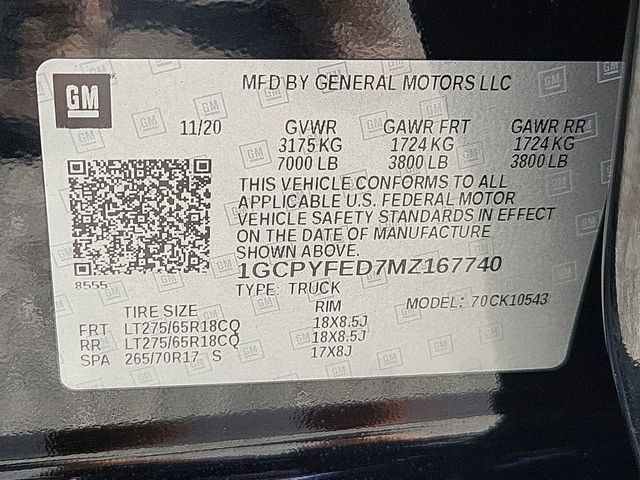 GM
MFD BY GENERAL MOTORS LLC
11/20 GVWR GAWR FRT GAWR RR
3175 KG 1724 KG 1724 KG
7000 LB 3800 LB 3800 LB
THIS VEHICLE CONFORMS TO ALL
APPLICABLE U.S. FEDERAL MOTOR
VEHICLE SAFETY STANDARDS IN EFFECT
ON THE DATE OF MANUFACTURE
SHOWN ABOVE.
1GCPYFED7MZ167740
8555
TYPE: TRUCK
MODEL: 70CK10543
TIRE SIZE RIM
FRT LT275/65R18CQ 18X8.5J
RR LT275/65R18CQ 18X8.5J
SPA 265/70R17 S 17X8J